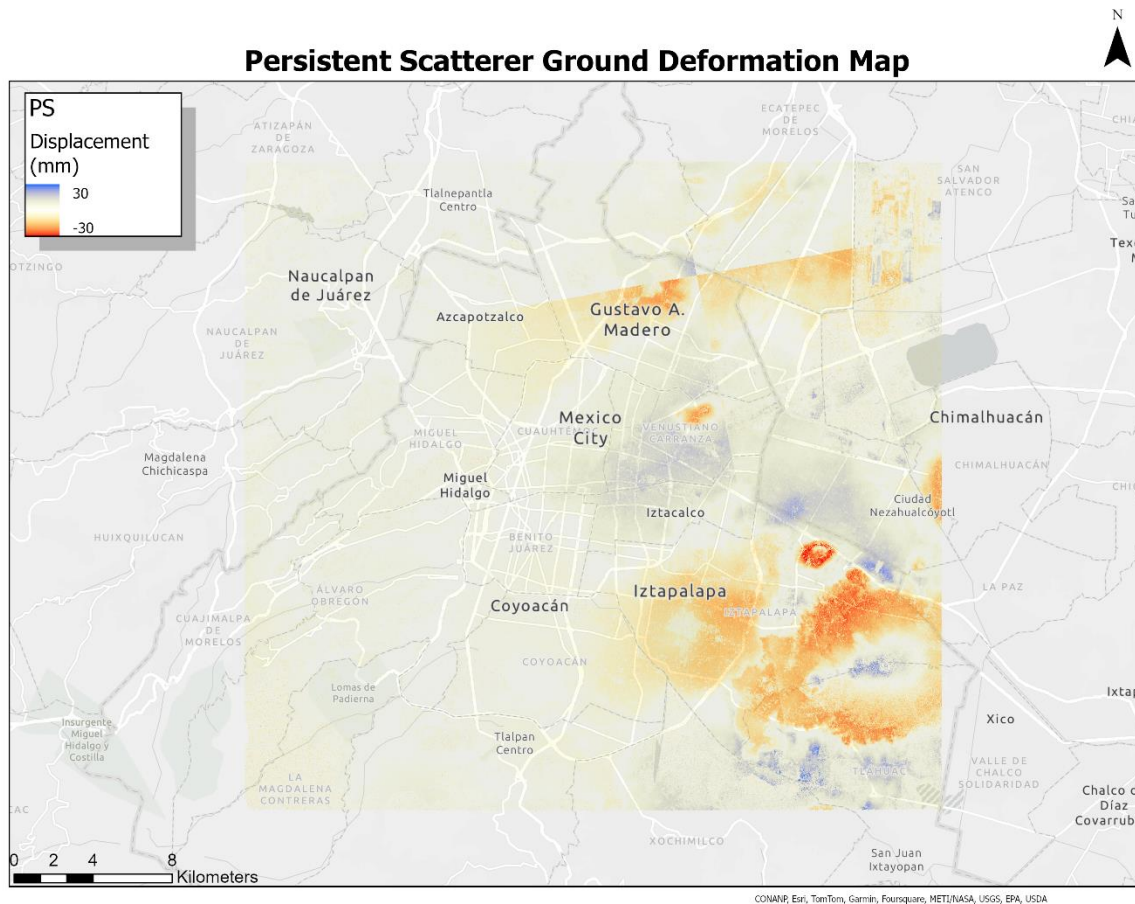 N
Persistent Scatterer Ground Deformation Map
PS
Displacement
(mm)
30
-30
ECATEPEC
DE
MORELOS
ATIZAPÁN
DE
ZARAGOZA
SAN
SALVADOR
ATENCO
Tlalnepantla
Centro
OTZINGO
Naucalpan
de Juárez
Azcapotzalco
Gustavo A.
Madero
NAUCALPAN
DE
JUÁREZ
Mexico
City
CUAUHTÉMOC
VENUSTIANO
CARRANZA
Chimalhuacán
MIGUEL
HIDALGO
Magdalena
Chichicaspa
CHIMALHUACÁN
Miguel
Hidalgo
Ciudad
Nezahualcóyotl
Iztacalco
HUIXQUILUCAN
BENITO
JUÁREZ
LA PAZ
ÁLVARO
OBREGÓN
Iztapalapa
IZTAPALAPA
Coyoacán
CUAJIMALPA
DE
MORELOS
COYOACÁN
Lomas de
Padierna
Xico
Insurgente
Miguel
Hidalgo y
Costilla
Tlalpan
Centro
TLÁHUAC
VALLE DE
CHALCO
SOLIDARIDAD
LA
MAGDALENA
CONTRERAS
Chalco d
Díaz
Covarrub
XOCHIMILCO
San Juan
Ixtayopan
0 2 4 8
Kilometers
CONANP, Esri, TomTom, Garmin, Foursquare, METI/NASA, USGS, EPA, USDA